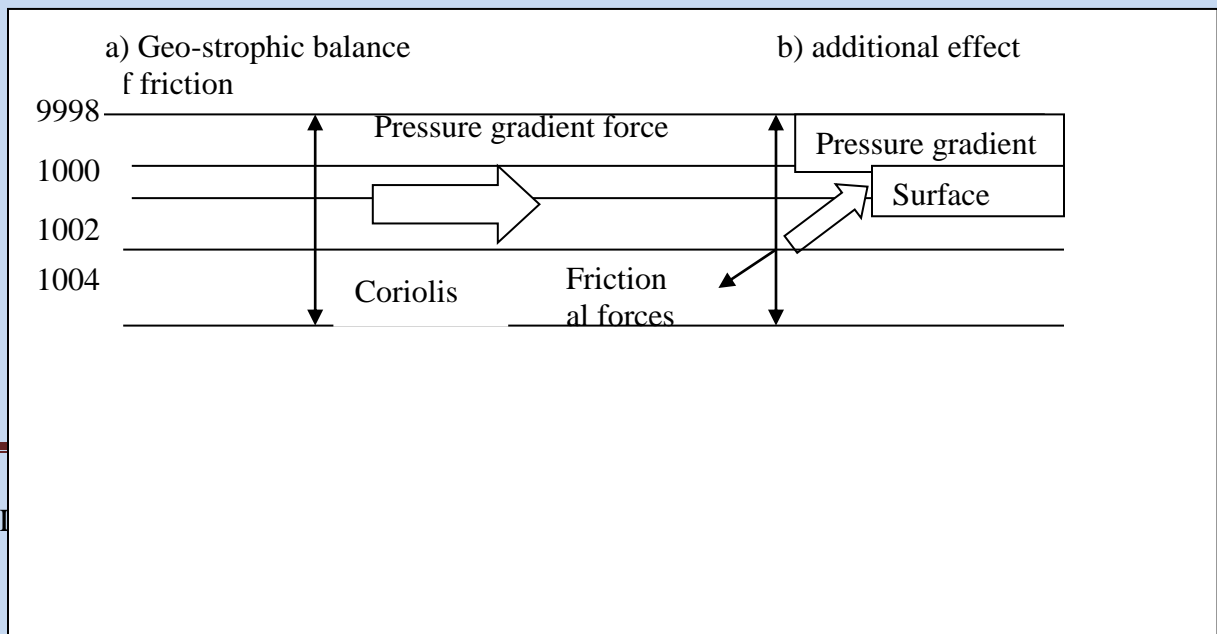 a) Geo-strophic balance b) additional effect
f friction
9998
Pressure gradient force
Pressure gradient
1000
Surface
1002
1004
Coriolis
Friction
al forces